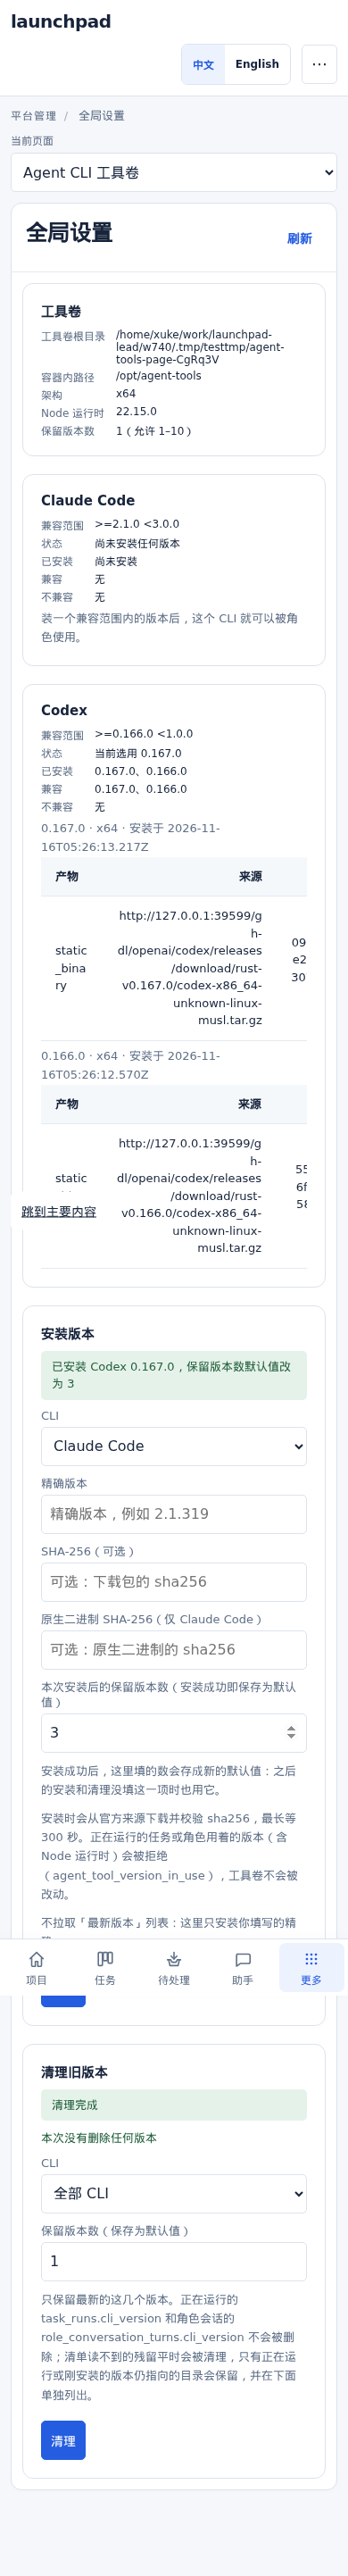 launchpad
中文
English
···
平台管理 / 全局设置
当前页面
Agent CLI 工具卷
全局设置
刷新
工具卷
工具卷根目录 /home/xuke/work/launchpad-
lead/w740/.tmp/testtmp/agent-
tools-page-CgRq3V
容器内路径 /opt/agent-tools
架构 x64
Node 运行时 22.15.0
保留版本数 1（允许 1–10）
Claude Code
兼容范围 >=2.1.0 <3.0.0
状态 尚未安装任何版本
已安装 尚未安装
兼容 无
不兼容 无
装一个兼容范围内的版本后，这个 CLI 就可以被角
色使用。
Codex
兼容范围 >=0.166.0 <1.0.0
状态 当前选用 0.167.0
已安装 0.167.0、0.166.0
兼容 0.167.0、0.166.0
不兼容 无
0.167.0 · x64 · 安装于 2026-11-
16T05:26:13.217Z
产物 来源
static
_bina
ry
http://127.0.0.1:39599/g
h-
dl/openai/codex/releases
/download/rust-
v0.167.0/codex-x86_64-
unknown-linux-
musl.tar.gz
09
e2
30
0.166.0 · x64 · 安装于 2026-11-
16T05:26:12.570Z
产物 来源
static
http://127.0.0.1:39599/g
h-
dl/openai/codex/releases
/download/rust-
v0.166.0/codex-x86_64-
unknown-linux-
musl.tar.gz
55
6f
58
跳到主要内容
安装版本
已安装 Codex 0.167.0，保留版本数默认值改
为 3
CLI
Claude Code
精确版本
精确版本，例如 2.1.319
SHA-256（可选）
可选：下载包的 sha256
原生二进制 SHA-256（仅 Claude Code）
可选：原生二进制的 sha256
本次安装后的保留版本数（安装成功即保存为默认
值）
3
安装成功后，这里填的数会存成新的默认值：之后
的安装和清理没填这一项时也用它。
安装时会从官方来源下载并校验 sha256，最长等
300 秒。正在运行的任务或角色用着的版本（含
Node 运行时）会被拒绝
（agent_tool_version_in_use），工具卷不会被
改动。
不拉取「最新版本」列表：这里只安装你填写的精
项目
任务
待处理
助手
更多
清理旧版本
清理完成
本次没有删除任何版本
CLI
全部 CLI
保留版本数（保存为默认值）
1
只保留最新的这几个版本。正在运行的
task_runs.cli_version 和角色会话的
role_conversation_turns.cli_version 不会被删
除；清单读不到的残留平时会被清理，只有正在运
行或刚安装的版本仍指向的目录会保留，并在下面
单独列出。
清理